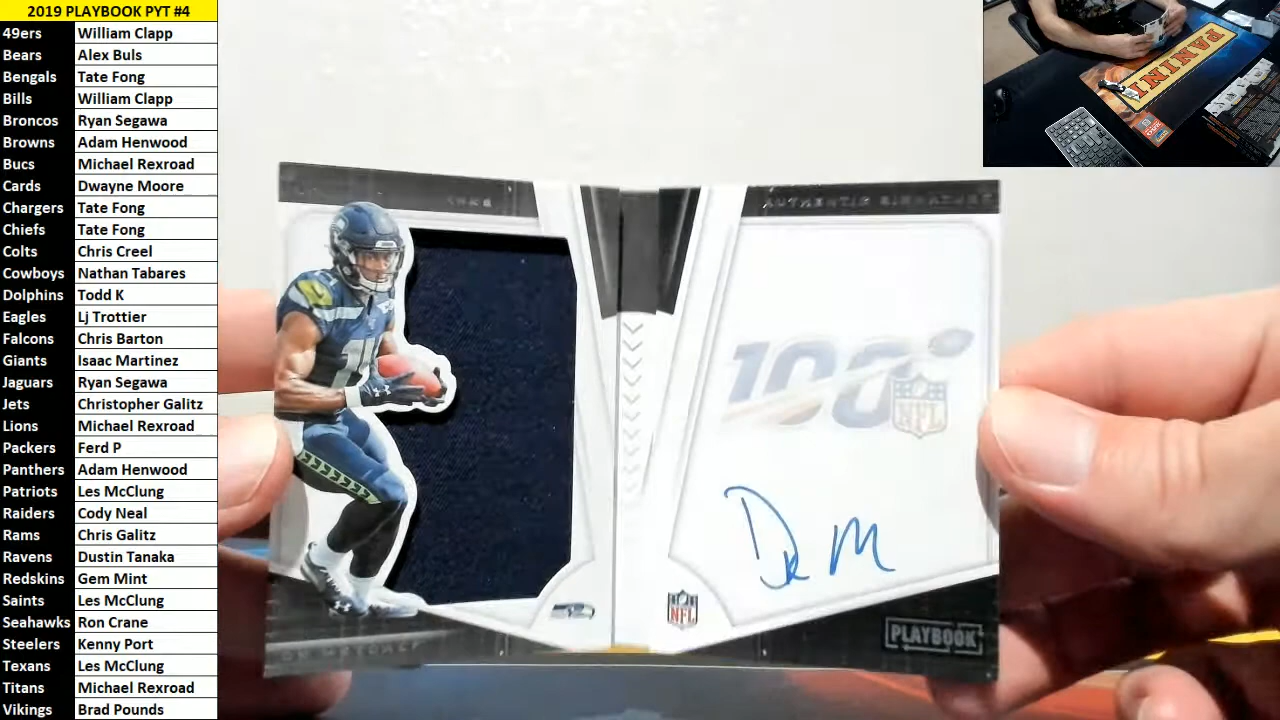 2019 PLAYBOOK PYT #4
49ers William Clapp
Bears Alex Buls
Bengals Tate Fong
Bills William Clapp
Broncos Ryan Segawa
Browns Adam Henwood
Bucs Michael Rexroad
Cards Dwayne Moore
Chargers Tate Fong
Chiefs Tate Fong
Colts Chris Creel
Cowboys Nathan Tabares
Dolphins Todd K
Eagles Lj Trottier
Falcons Chris Barton
Giants Isaac Martinez
Jaguars Ryan Segawa
Jets Christopher Galitz
Lions Michael Rexroad
Packers Ferd P
Panthers Adam Henwood
Patriots Les McClung
Raiders Cody Neal
Rams Chris Galitz
Ravens Dustin Tanaka
Redskins Gem Mint
Saints Les McClung
Seahawks Ron Crane
Steelers Kenny Port
Texans Les McClung
Titans Michael Rexroad
Vikings Brad Pounds
PANINI
AUTHENTIC SIGNATURE
100
NFL
DK M
NFL
PLAYBOOK
DK METCALF